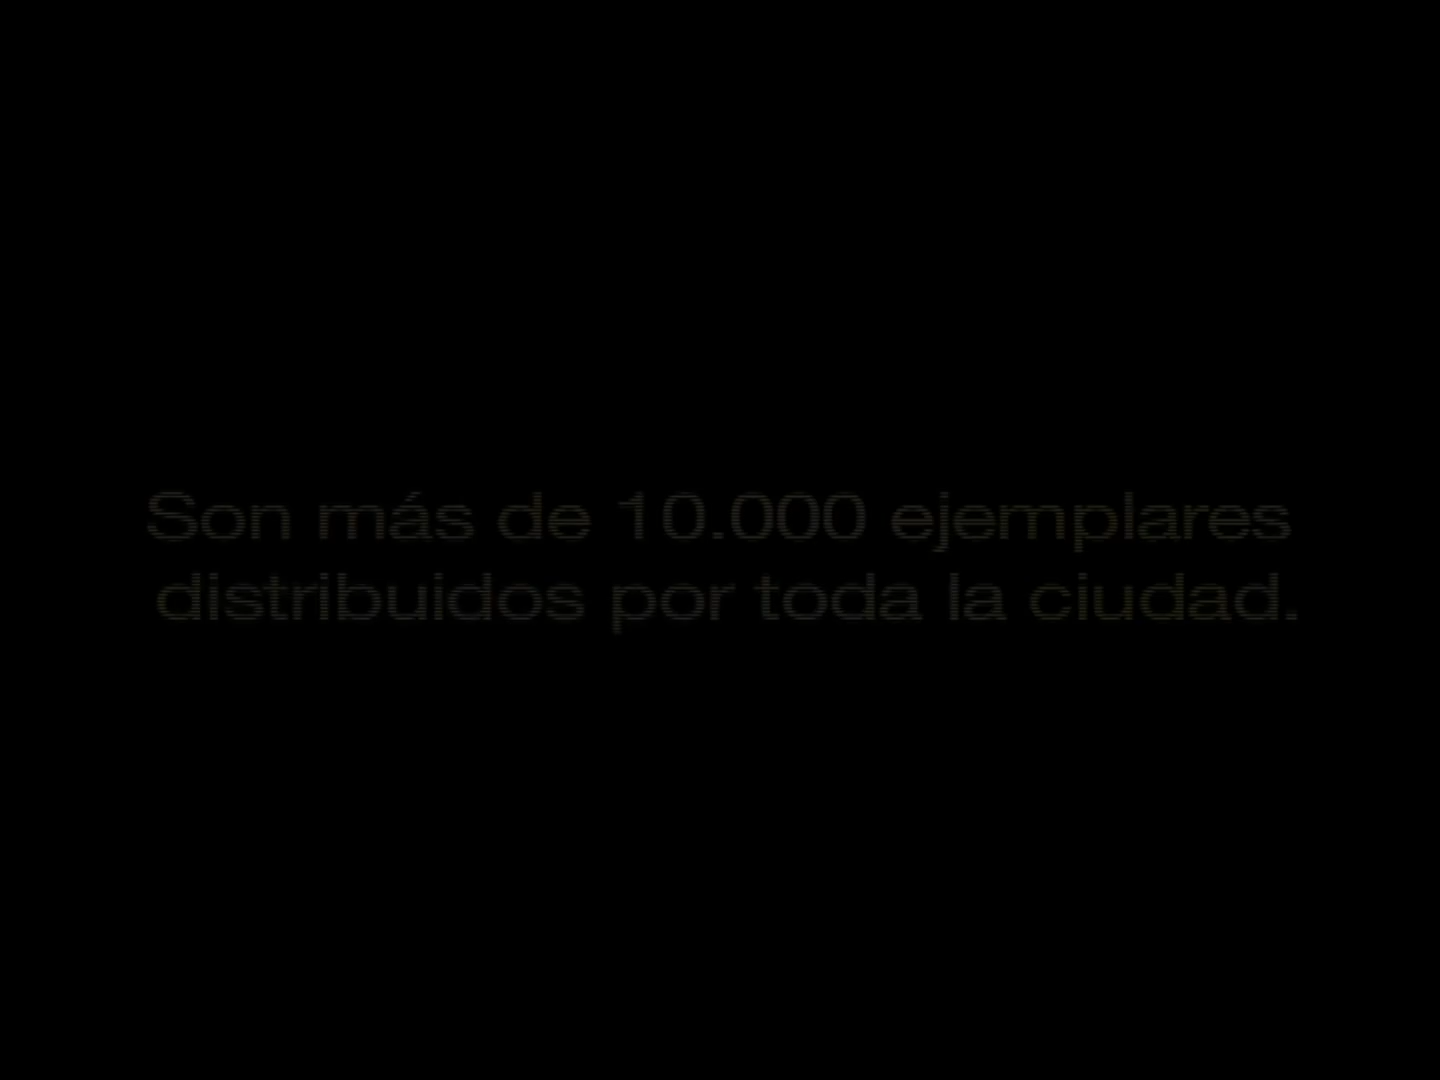 Son más de 10.000 ejemplares
distribuidos por toda la ciudad.